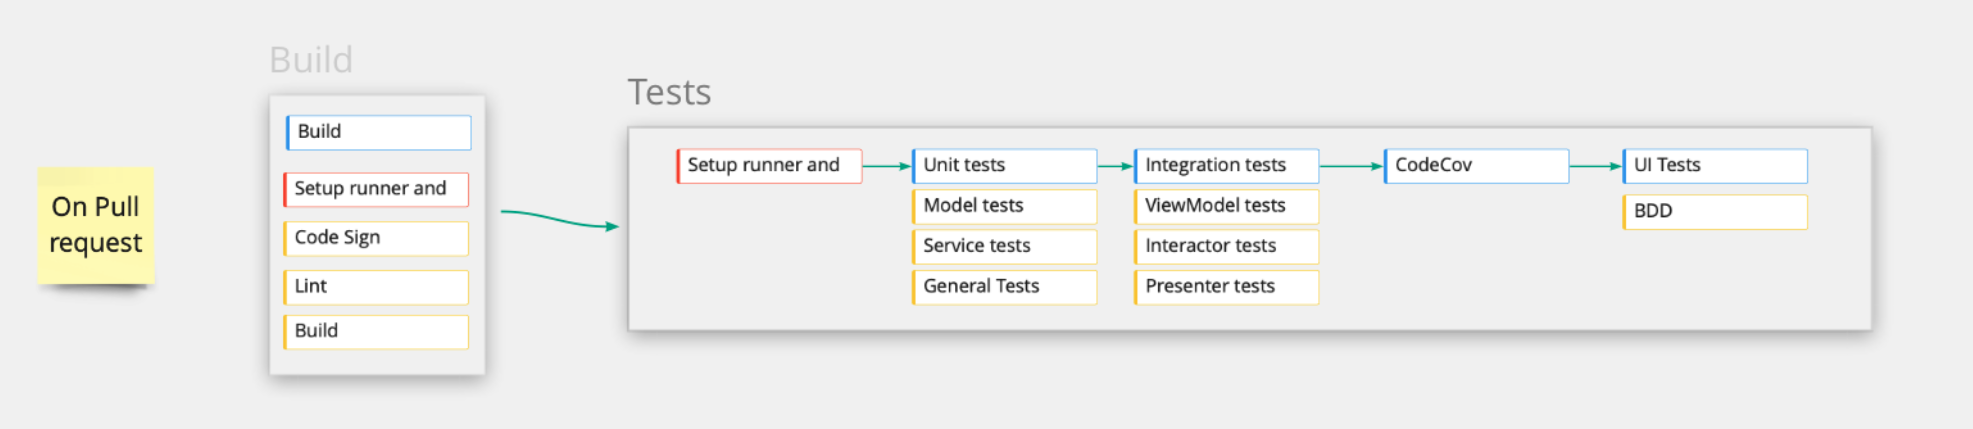 On Pull
request
Build
Build
Setup runner and
Code Sign
Lint
Build
Tests
Setup runner and
Unit tests
Model tests
Service tests
General Tests
Integration tests
ViewModel tests
Interactor tests
Presenter tests
CodeCov
UI Tests
BDD